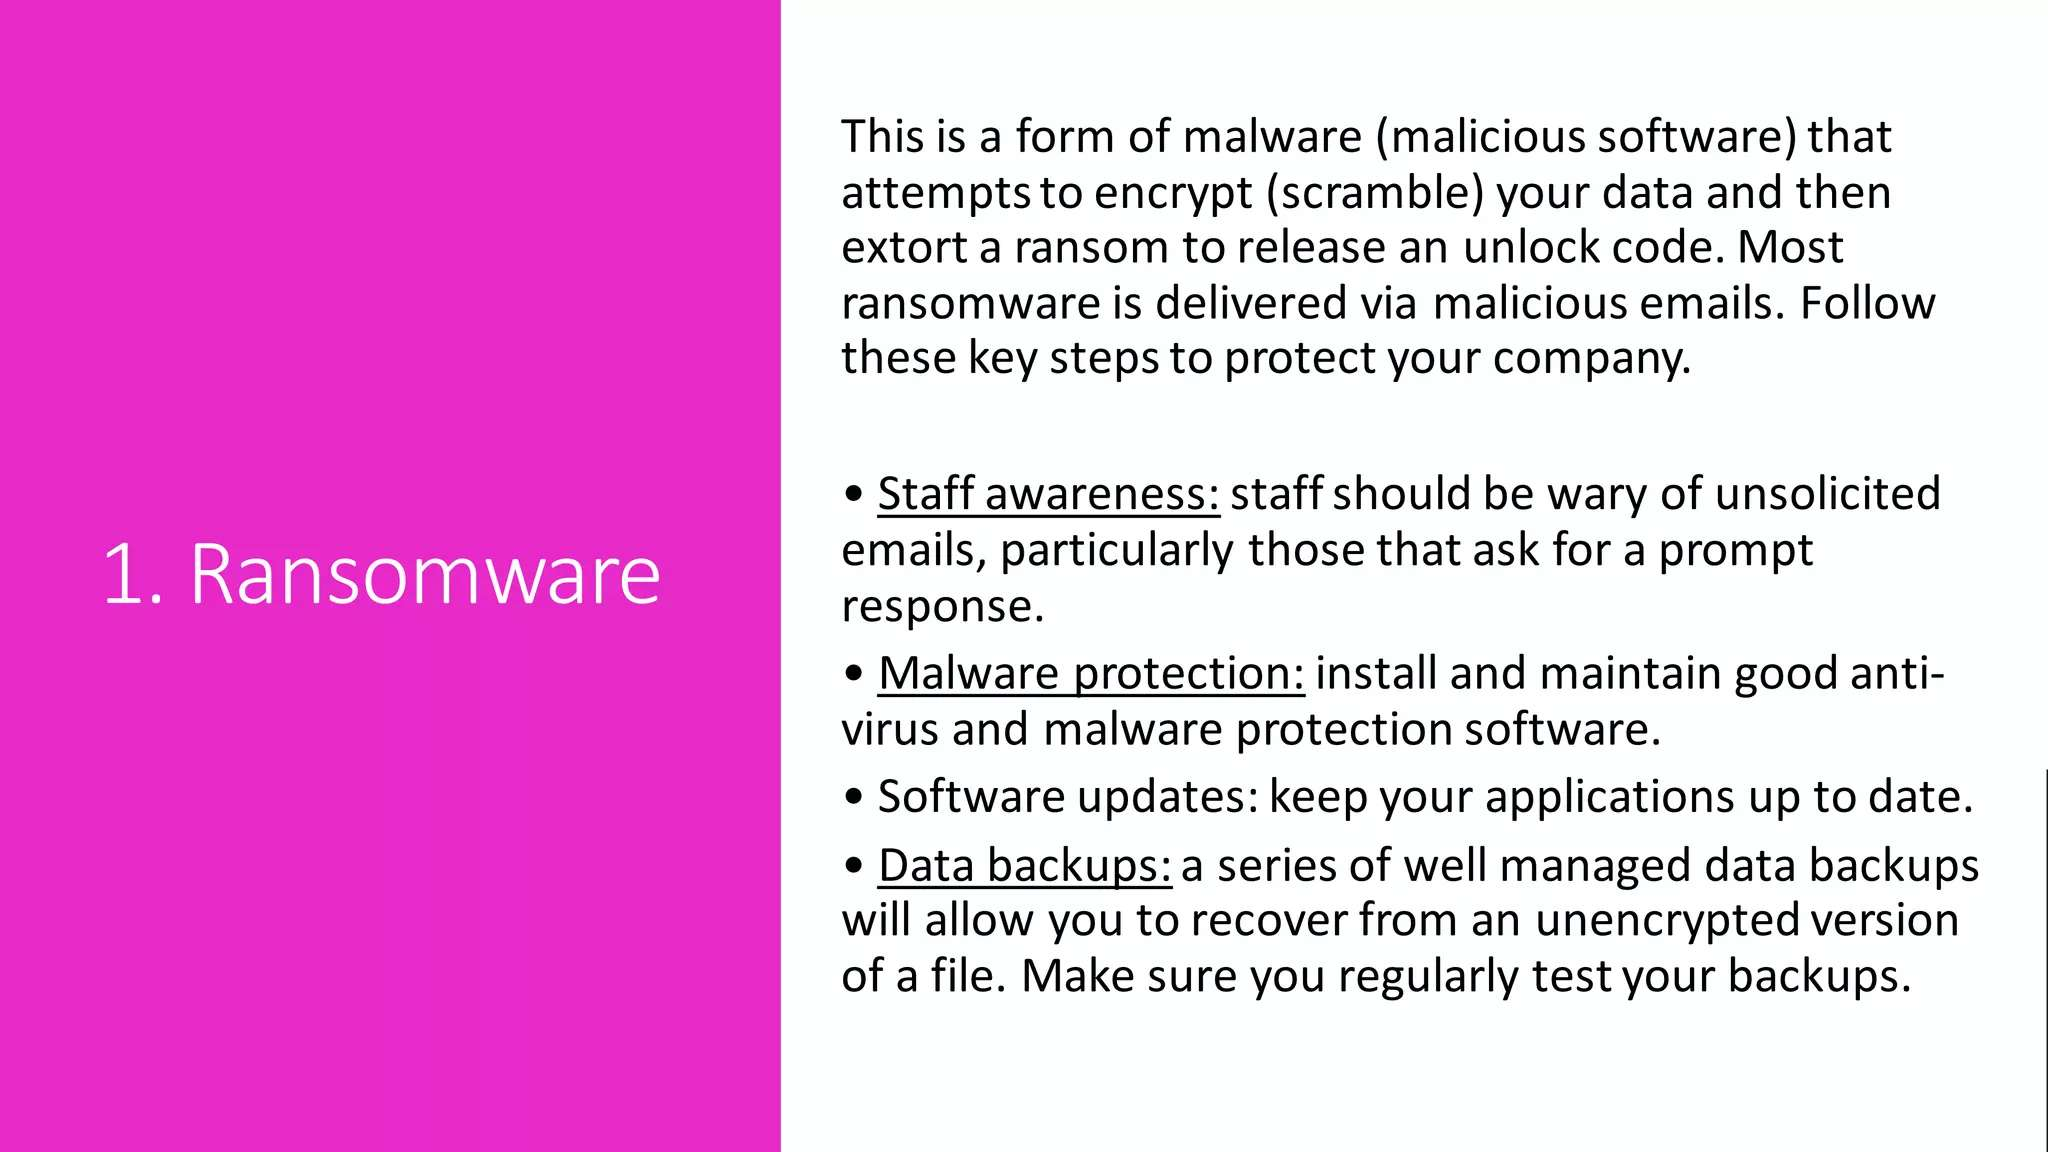 1. Ransomware
This is a form of malware (malicious software) that
attempts to encrypt (scramble) your data and then
extort a ransom to release an unlock code. Most
ransomware is delivered via malicious emails. Follow
these key steps to protect your company.
• Staff awareness: staff should be wary of unsolicited
emails, particularly those that ask for a prompt
response.
• Malware protection: install and maintain good anti-
virus and malware protection software.
• Software updates: keep your applications up to date.
• Data backups: a series of well managed data backups
will allow you to recover from an unencrypted version
of a file. Make sure you regularly test your backups.